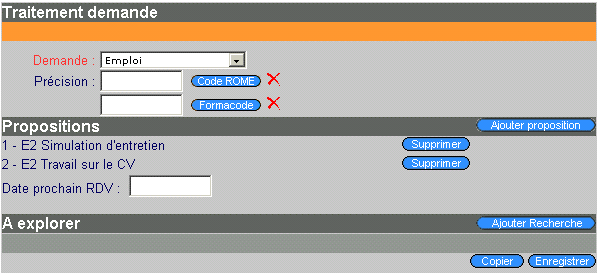 Traitement demande
Demande : Emploi
Précision : Code ROME
Formacode
Propositions Ajouter proposition
1 - E2 Simulation d'entretien Supprimer
2 - E2 Travail sur le CV Supprimer
Date prochain RDV :
A explorer Ajouter Recherche
Copier Enregistrer